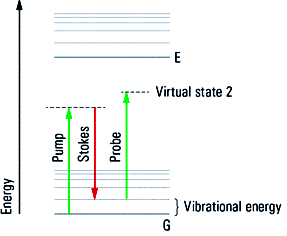 E
Virtual state 2
Pump
Stokes
Probe
Energy
Vibrational energy
G